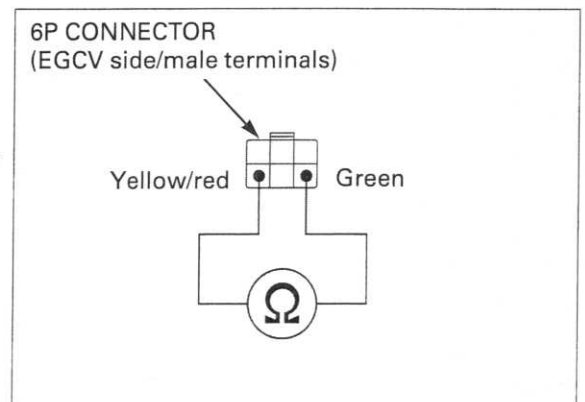 6P CONNECTOR
(EGCV side/male terminals)
Yellow/red
Green
Ω